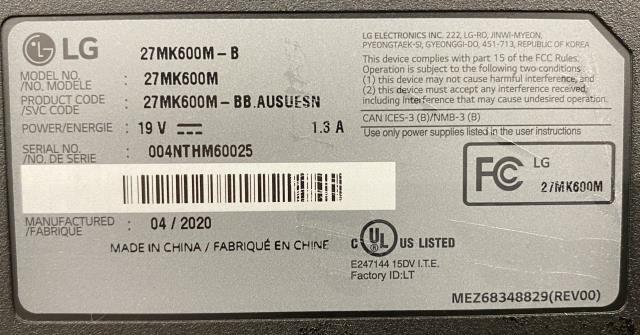 LG
27MK600M-B
MODEL NO. /NO. MODÈLE : 27MK600M
PRODUCT CODE /SVC CODE : 27MK600M-BB.AUSUESN
POWER/ENERGIE : 19 V ⎓ 1.3 A
SERIAL NO. /NO. DE SÉRIE : 004NTHM60025
MANUFACTURED /FABRIQUÉ : 04 / 2020
MADE IN CHINA / FABRIQUÉ EN CHINE
LG ELECTRONICS INC. 222, LG-RO, JINWI-MYEON,
PYEONGTAEK-SI, GYEONGGI-DO, 451-713, REPUBLIC OF KOREA
This device complies with part 15 of the FCC Rules.
Operation is subject to the following two conditions:
(1) this device may not cause harmful interference, and
(2) this device must accept any interference received,
including interference that may cause undesired operation.
CAN ICES-3 (B)/NMB-3 (B)
Use only power supplies listed in the user instructions
FC LG
27MK600M
C UL US LISTED
E247144 15DV I.T.E.
Factory ID:LT
MEZ68348829(REV00)